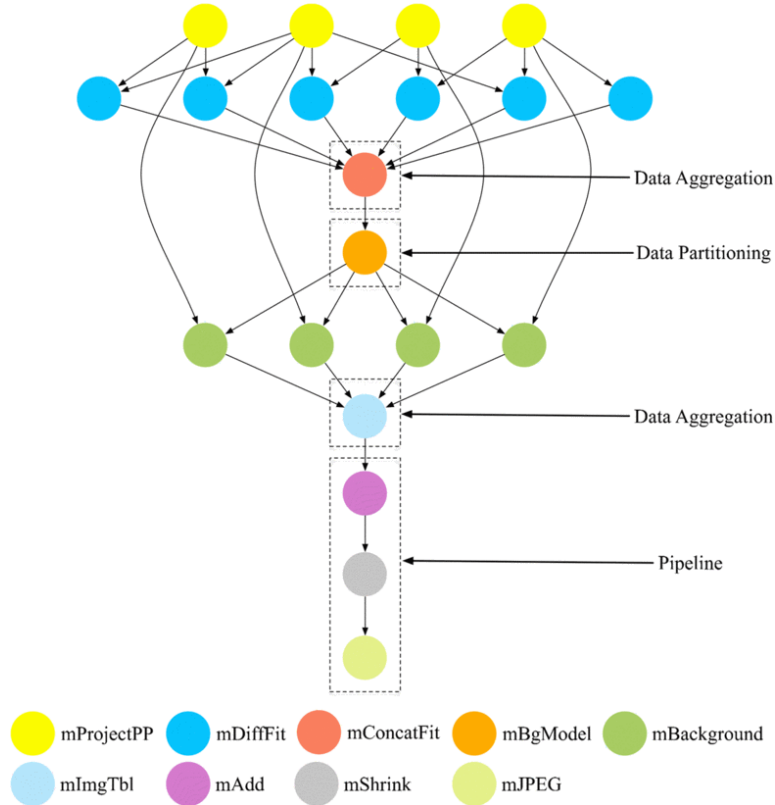 Data Aggregation
Data Partitioning
Data Aggregation
Pipeline
mProjectPP mDiffFit mConcatFit mBgModel mBackground
mImgTbl mAdd mShrink mJPEG